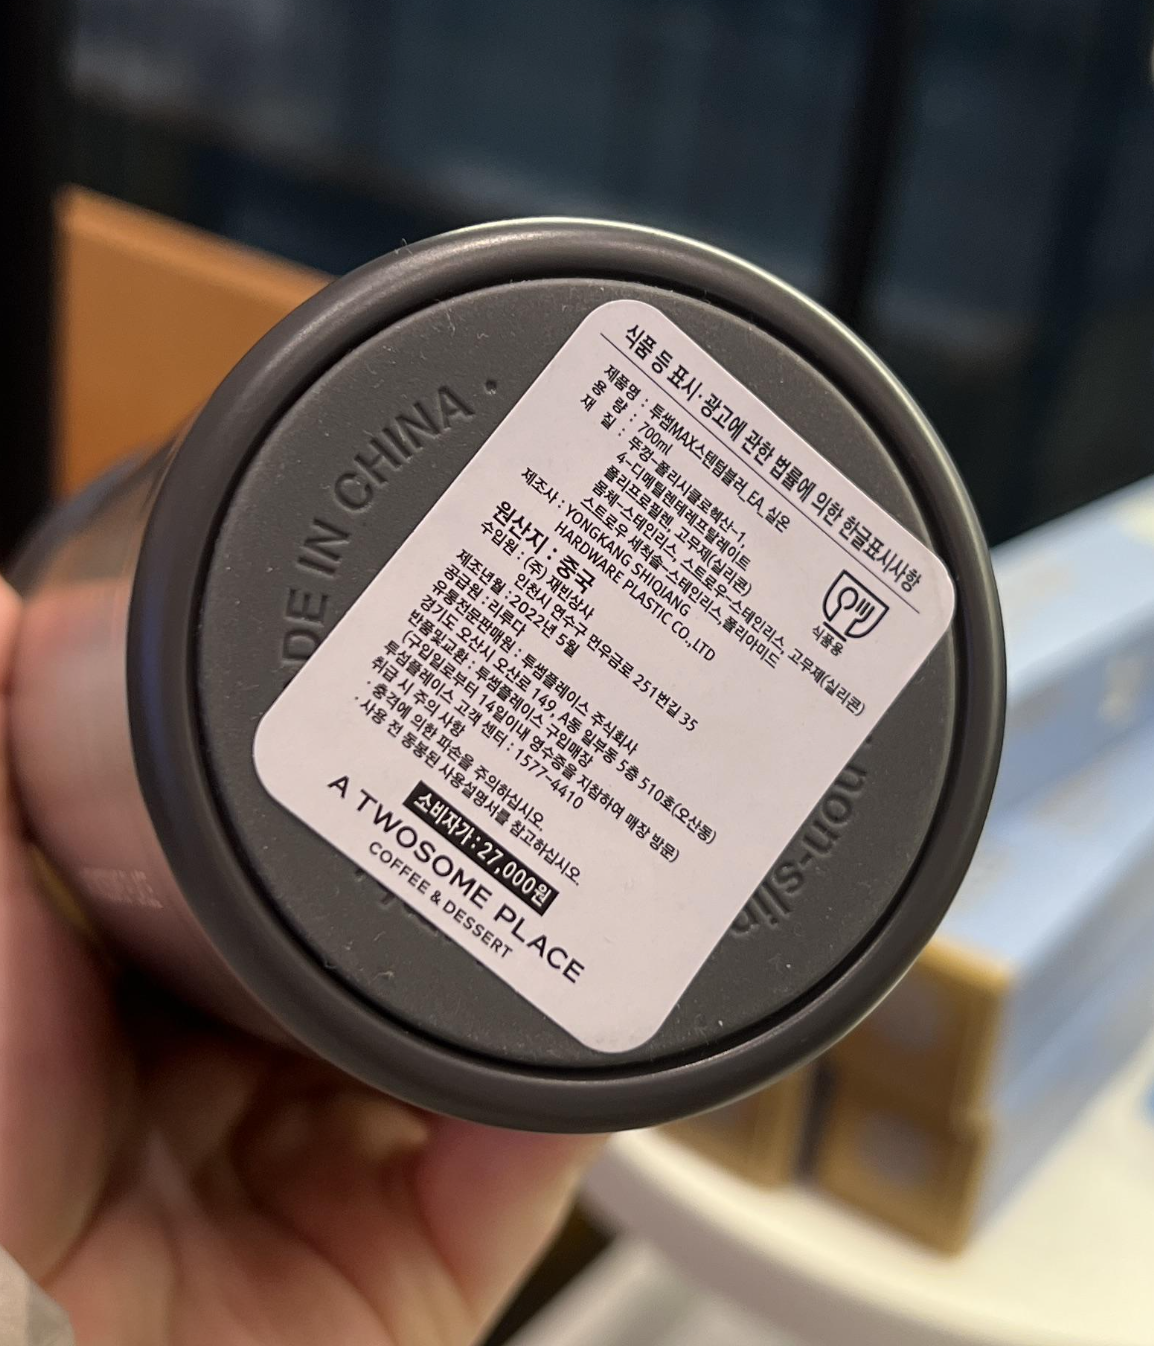 식품 등 표시·광고에 관한 법률에 의한 한글표시사항
제품명 : 투썸MAX스텐텀블러_EA_실온
용 량 : 700ml
재 질 : 뚜껑-폴리시클로헥산-1,
4-디메틸렌테레프탈레이트
폴리프로필렌, 고무제(실리콘)
몸체-스테인리스, 스트로우-스테인리스, 고무제(실리콘)
스트로우 세척솔-스테인리스,폴리아미드
제조사 : YONGKANG SHIQIANG
HARDWARE PLASTIC CO.,LTD
원산지 : 중국
수입원 : (주) 재빈상사
인천시 연수구 먼우금로 251번길 35
제조년월 : 2022년 5월
공급원 : 리루다
유통전문판매원 : 투썸플레이스 주식회사
경기도 오산시 오산로 149, A동 일부동 5층 510호(오산동)
반품및교환 : 투썸플레이스 구입매장
(구입일로부터 14일이내 영수증을 지참하여 매장 방문)
투썸플레이스 고객 센터 : 1577-4410
취급 시 주의 사항
· 충격에 의한 파손을 주의하십시오.
· 사용 전 동봉된 사용설명서를 참고하십시오.
소비자가 : 27,000원
A TWOSOME PLACE
COFFEE & DESSERT
식품용
DE IN CHINA
non-slip